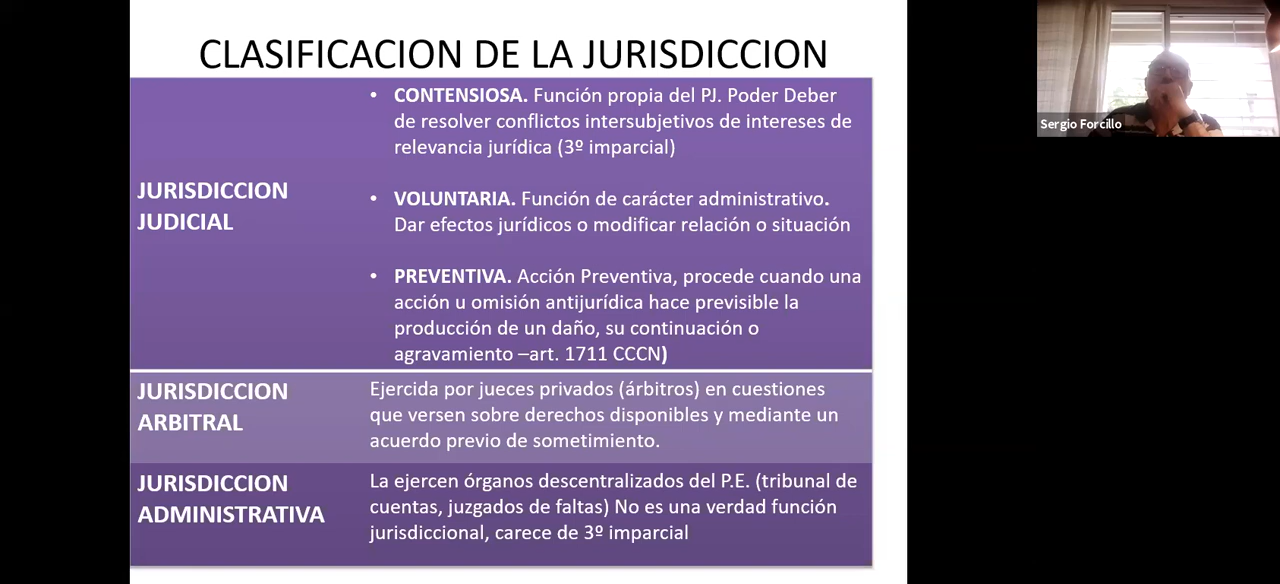 CLASIFICACION DE LA JURISDICCION
JURISDICCION
JUDICIAL
• CONTENSIOSA. Función propia del PJ. Poder Deber
de resolver conflictos intersubjetivos de intereses de
relevancia jurídica (3º imparcial)
• VOLUNTARIA. Función de carácter administrativo.
Dar efectos jurídicos o modificar relación o situación
• PREVENTIVA. Acción Preventiva, procede cuando una
acción u omisión antijurídica hace previsible la
producción de un daño, su continuación o
agravamiento –art. 1711 CCCN)
JURISDICCION
ARBITRAL
Ejercida por jueces privados (árbitros) en cuestiones
que versen sobre derechos disponibles y mediante un
acuerdo previo de sometimiento.
JURISDICCION
ADMINISTRATIVA
La ejercen órganos descentralizados del P.E. (tribunal de
cuentas, juzgados de faltas) No es una verdad función
jurisdiccional, carece de 3º imparcial
Sergio Forcillo